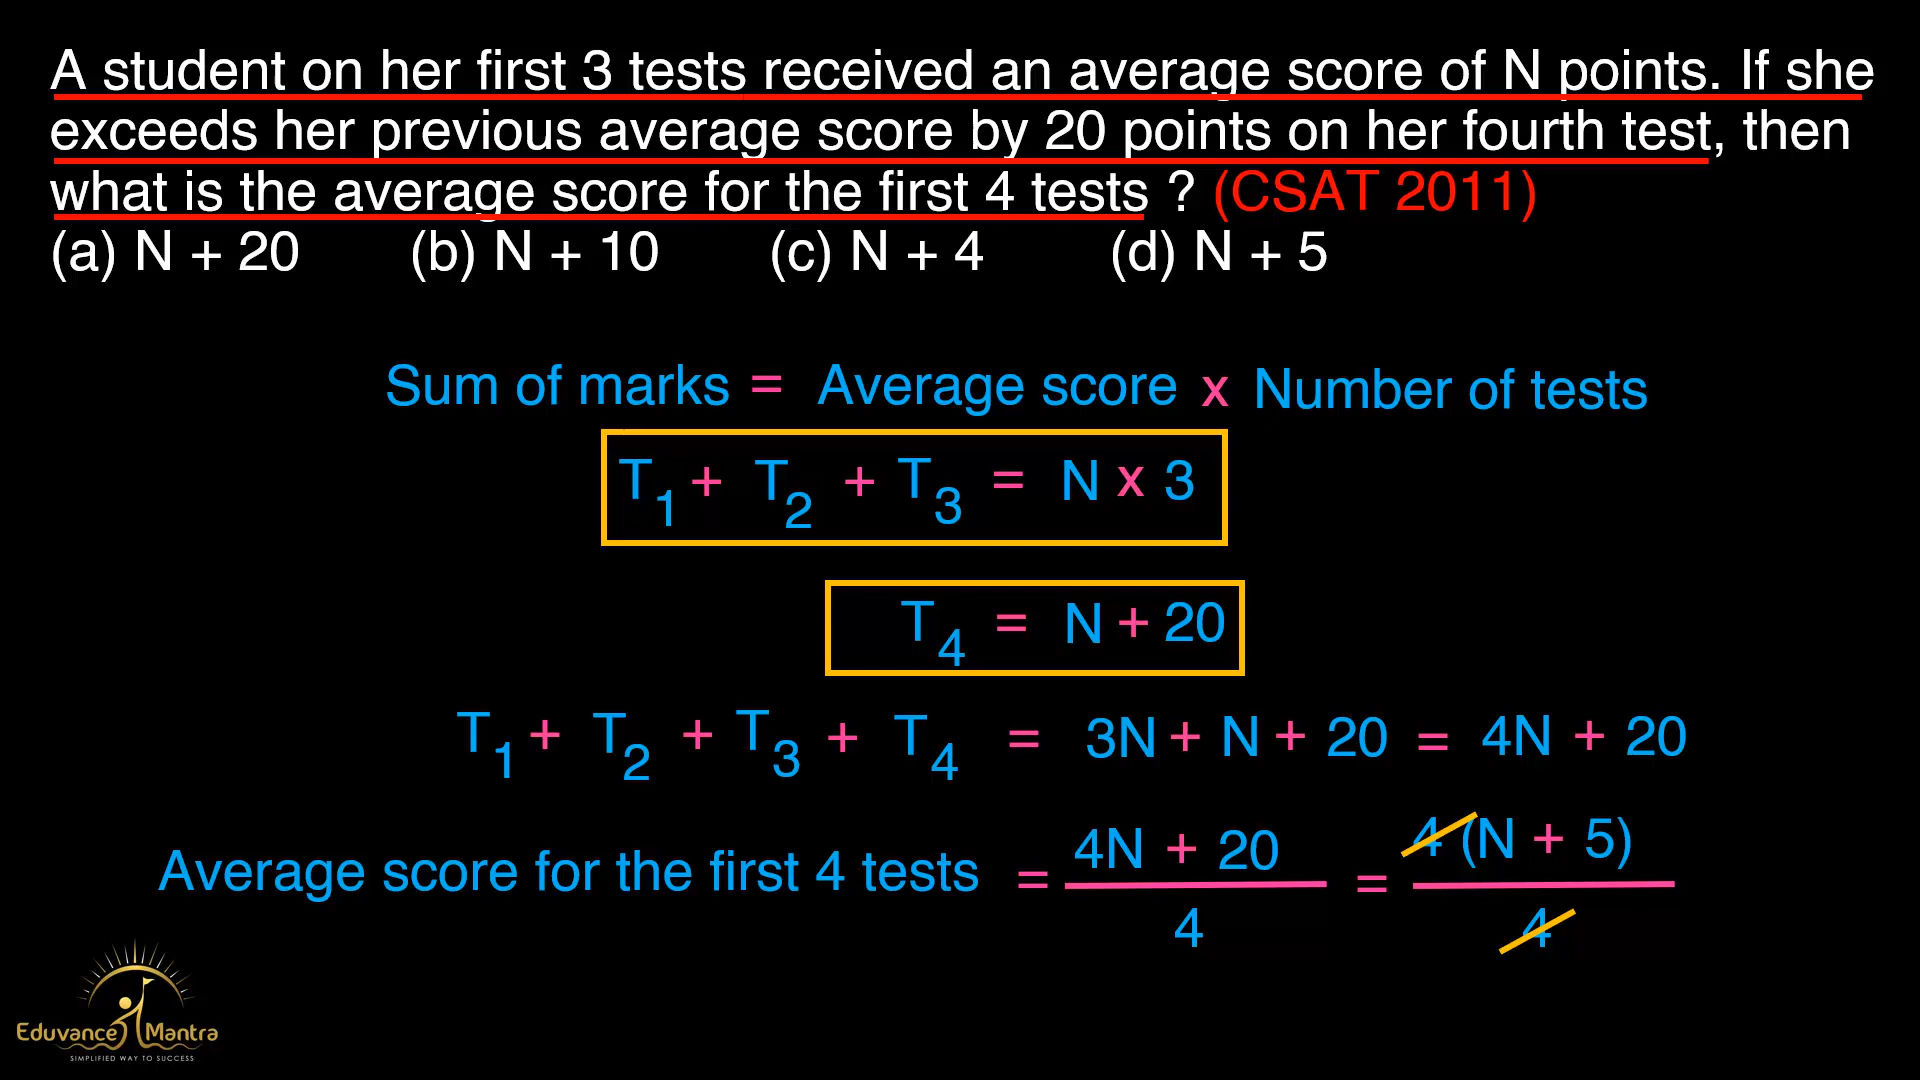 A student on her first 3 tests received an average score of N points. If she
exceeds her previous average score by 20 points on her fourth test, then
what is the average score for the first 4 tests ? (CSAT 2011)
(a) N + 20 (b) N + 10 (c) N + 4 (d) N + 5
Sum of marks = Average score x Number of tests
T₁ + T₂ + T₃ = N x 3
T₄ = N + 20
T₁ + T₂ + T₃ + T₄ = 3N + N + 20 = 4N + 20
Average score for the first 4 tests = 4N + 20 / 4 = 4 (N + 5) / 4
Eduvance Mantra
SIMPLIFIED WAY TO SUCCESS